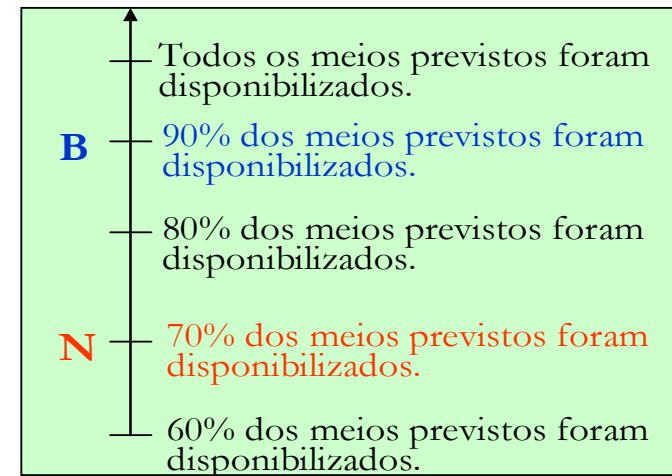 Todos os meios previstos foram
disponibilizados.
B
90% dos meios previstos foram
disponibilizados.
80% dos meios previstos foram
disponibilizados.
N
70% dos meios previstos foram
disponibilizados.
60% dos meios previstos foram
disponibilizados.